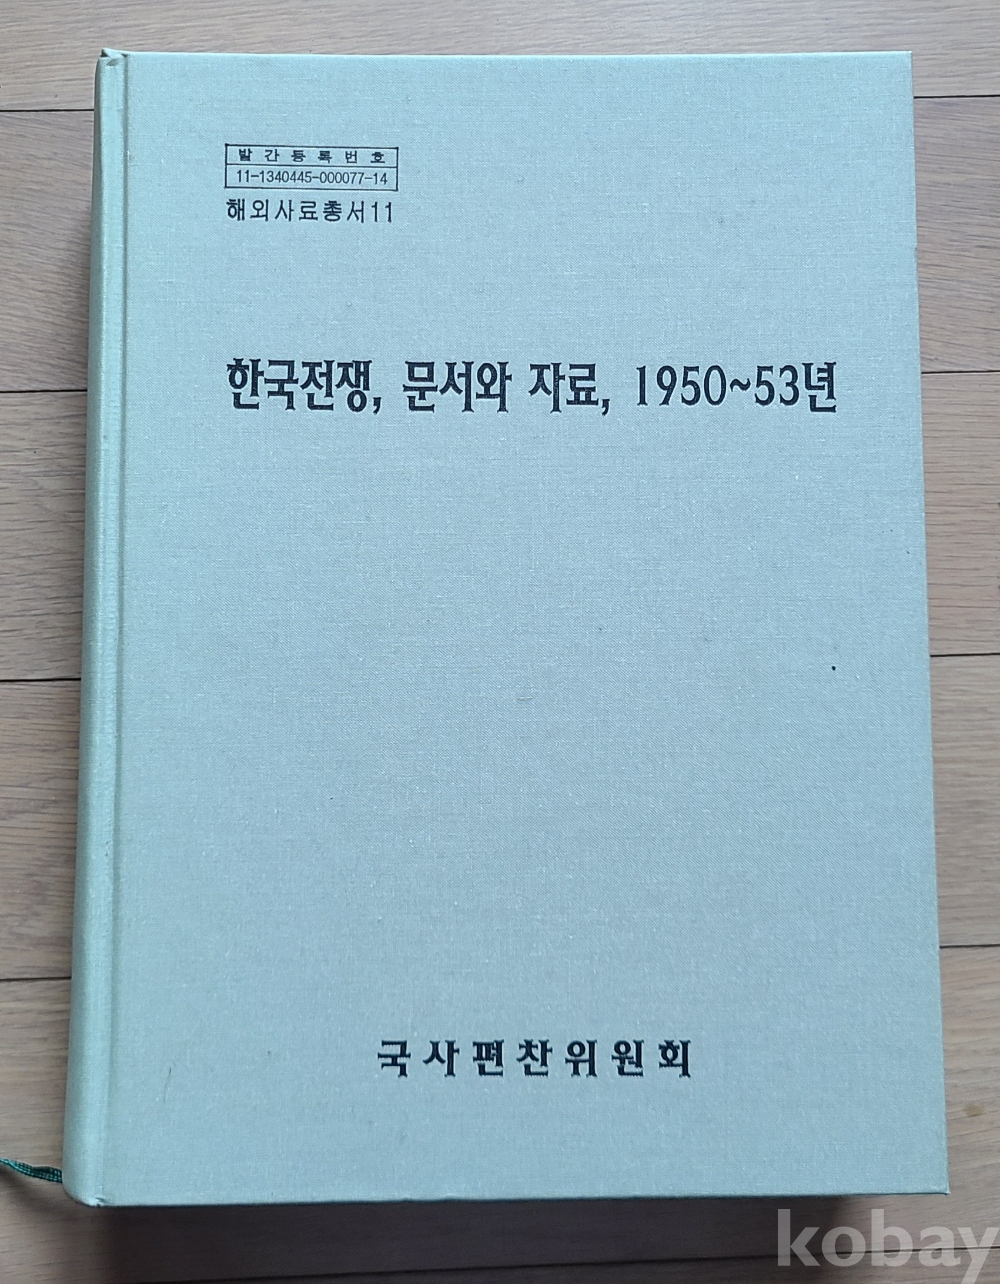 발간등록번호
11-1340445-000077-14
해외사료총서11
한국전쟁, 문서와 자료, 1950~53년
국사편찬위원회
kobay